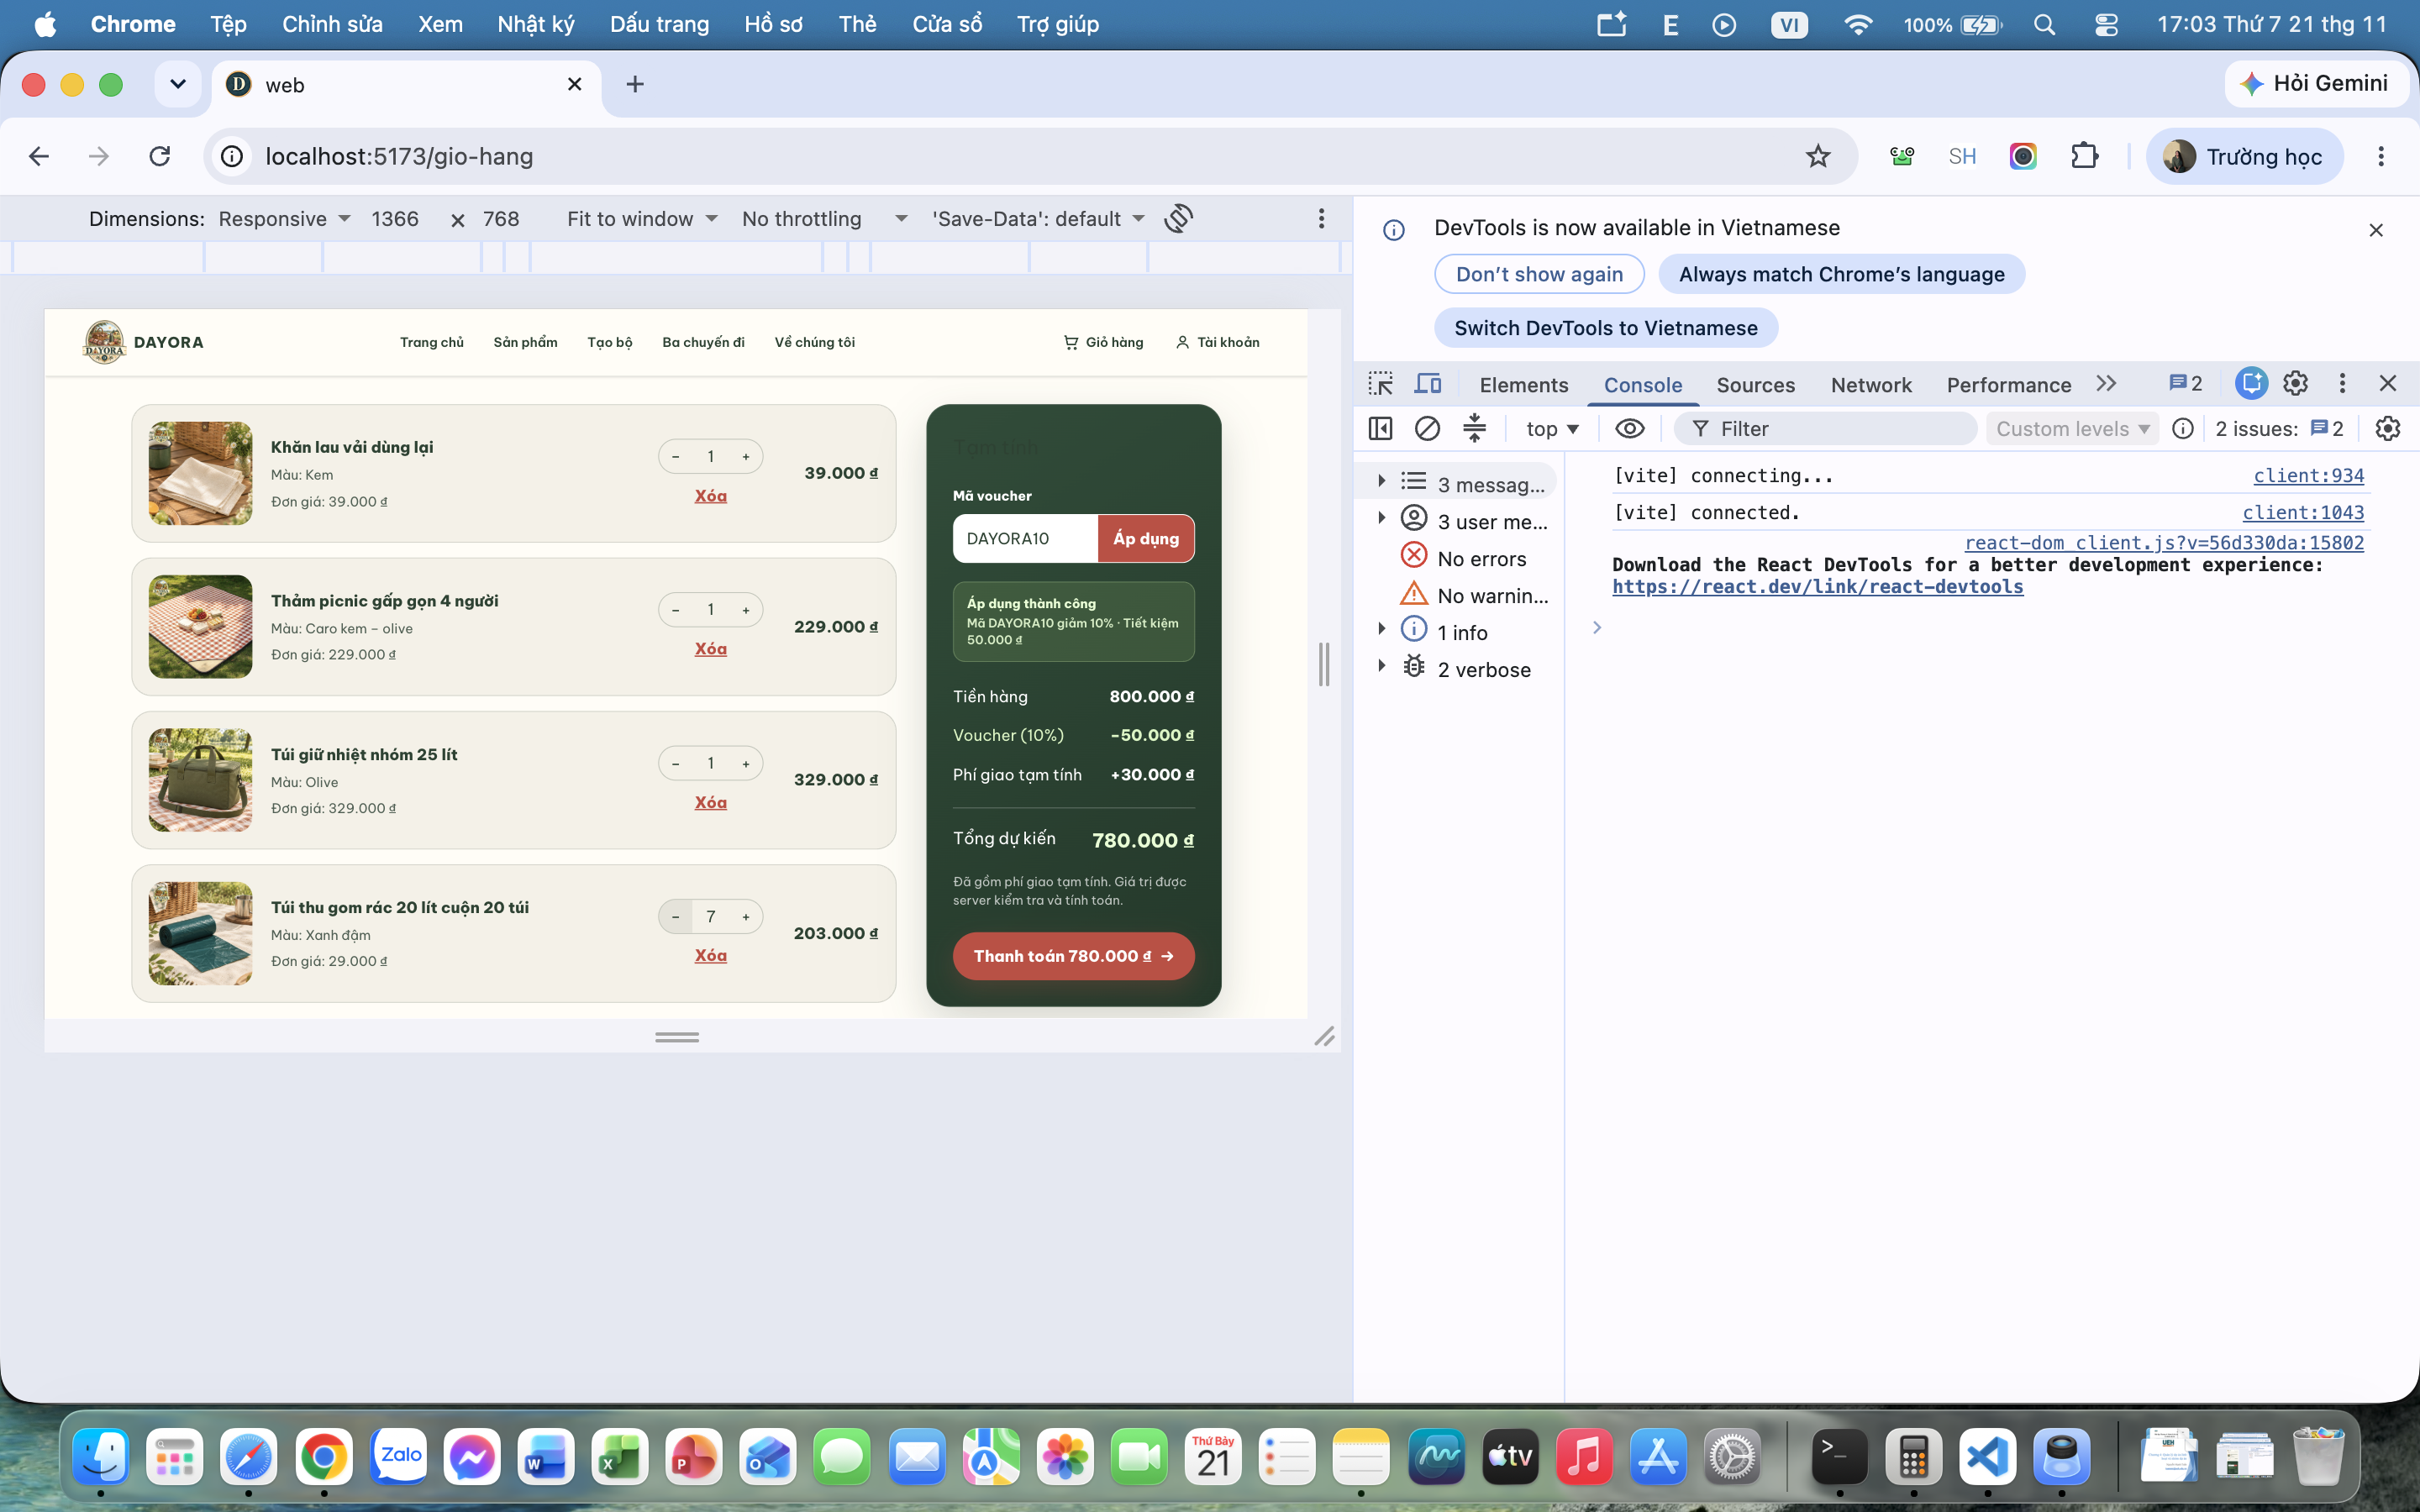 Chrome Tệp Chỉnh sửa Xem Nhật ký Dấu trang Hồ sơ Thẻ Cửa sổ Trợ giúp E VI 100% 17:03 Thứ 7 21 thg 11
D web Hỏi Gemini
localhost:5173/gio-hang SH Trường học
Dimensions: Responsive 1366 × 768 Fit to window No throttling 'Save-Data': default
DAYORA DAYORA Trang chủ Sản phẩm Tạo bộ Ba chuyến đi Về chúng tôi Giỏ hàng Tài khoản
Khăn lau vải dùng lại
Màu: Kem
Đơn giá: 39.000 ₫
− 1 +
Xóa
39.000 ₫
Thảm picnic gấp gọn 4 người
Màu: Caro kem – olive
Đơn giá: 229.000 ₫
− 1 +
Xóa
229.000 ₫
Túi giữ nhiệt nhóm 25 lít
Màu: Olive
Đơn giá: 329.000 ₫
− 1 +
Xóa
329.000 ₫
Túi thu gom rác 20 lít cuộn 20 túi
Màu: Xanh đậm
Đơn giá: 29.000 ₫
− 7 +
Xóa
203.000 ₫
Tạm tính
Mã voucher
DAYORA10 Áp dụng
Áp dụng thành công
Mã DAYORA10 giảm 10% · Tiết kiệm
50.000 ₫
Tiền hàng 800.000 ₫
Voucher (10%) −50.000 ₫
Phí giao tạm tính +30.000 ₫
Tổng dự kiến 780.000 ₫
Đã gồm phí giao tạm tính. Giá trị được
server kiểm tra và tính toán.
Thanh toán 780.000 ₫ →
DevTools is now available in Vietnamese
Don't show again Always match Chrome's language
Switch DevTools to Vietnamese
Elements Console Sources Network Performance 2
top Filter Custom levels 2 issues: 2
3 messag...
3 user me...
No errors
No warnin...
1 info
2 verbose
[vite] connecting... client:934
[vite] connected. client:1043
react-dom_client.js?v=56d330da:15802
Download the React DevTools for a better development experience:
https://react.dev/link/react-devtools
Zalo W X P O Thứ Bảy 21 tv